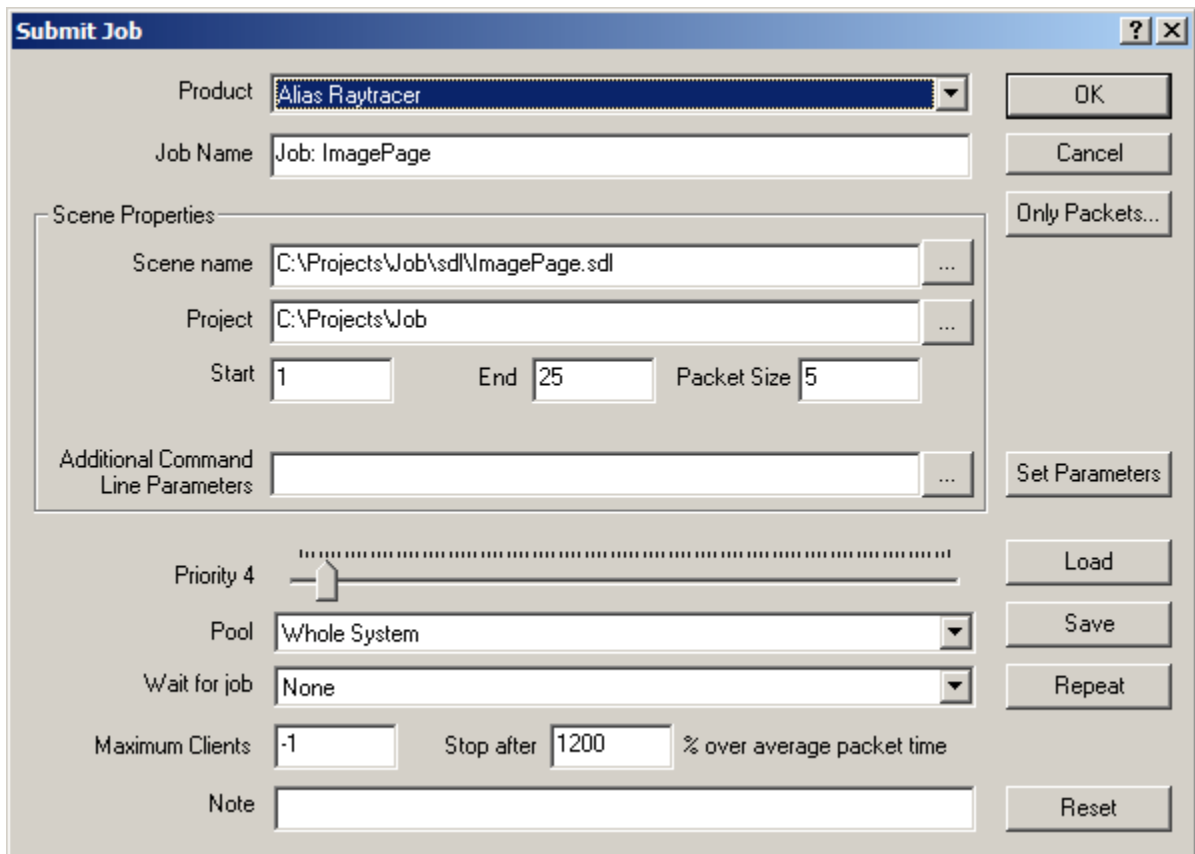 Submit Job
Product Alias Raytracer OK
Job Name Job: ImagePage Cancel
Scene Properties Only Packets...
Scene name C:\Projects\Job\sdl\ImagePage.sdl ...
Project C:\Projects\Job ...
Start 1 End 25 Packet Size 5
Additional Command
Line Parameters ... Set Parameters
Priority 4 Load
Pool Whole System Save
Wait for job None Repeat
Maximum Clients -1 Stop after 1200 % over average packet time
Note Reset